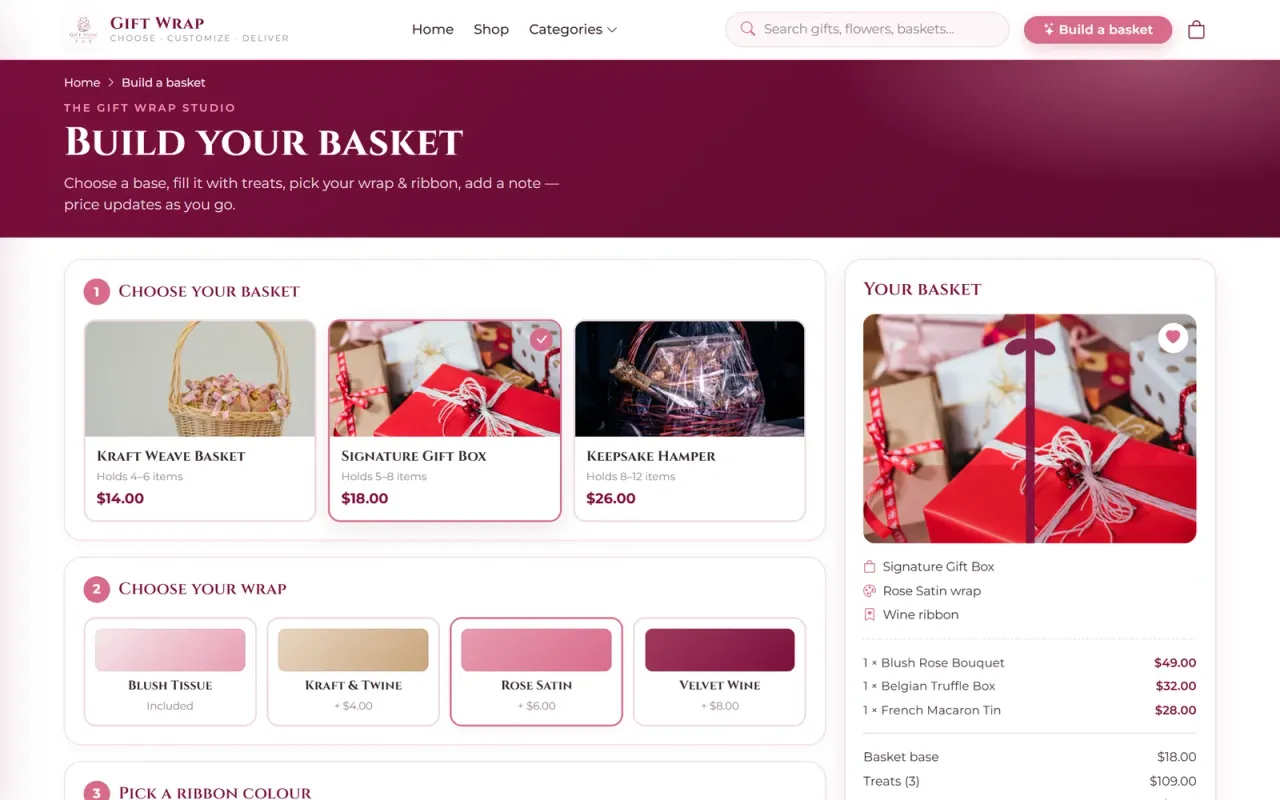 GIFT WRAP
CHOOSE · CUSTOMIZE · DELIVER
Home
Shop
Categories
Search gifts, flowers, baskets...
Build a basket
Home > Build a basket
THE GIFT WRAP STUDIO
BUILD YOUR BASKET
Choose a base, fill it with treats, pick your wrap & ribbon, add a note —
price updates as you go.
1 CHOOSE YOUR BASKET
KRAFT WEAVE BASKET
Holds 4–6 items
$14.00
SIGNATURE GIFT BOX
Holds 5–8 items
$18.00
KEEPSAKE HAMPER
Holds 8–12 items
$26.00
2 CHOOSE YOUR WRAP
BLUSH TISSUE
Included
KRAFT & TWINE
+ $4.00
ROSE SATIN
+ $6.00
VELVET WINE
+ $8.00
3 PICK A RIBBON COLOUR
YOUR BASKET
Signature Gift Box
Rose Satin wrap
Wine ribbon
1 × Blush Rose Bouquet $49.00
1 × Belgian Truffle Box $32.00
1 × French Macaron Tin $28.00
Basket base $18.00
Treats (3) $109.00